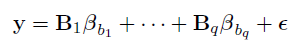 y = B₁β_{b₁} + ⋯ + B_qβ_{b_q} + ϵ